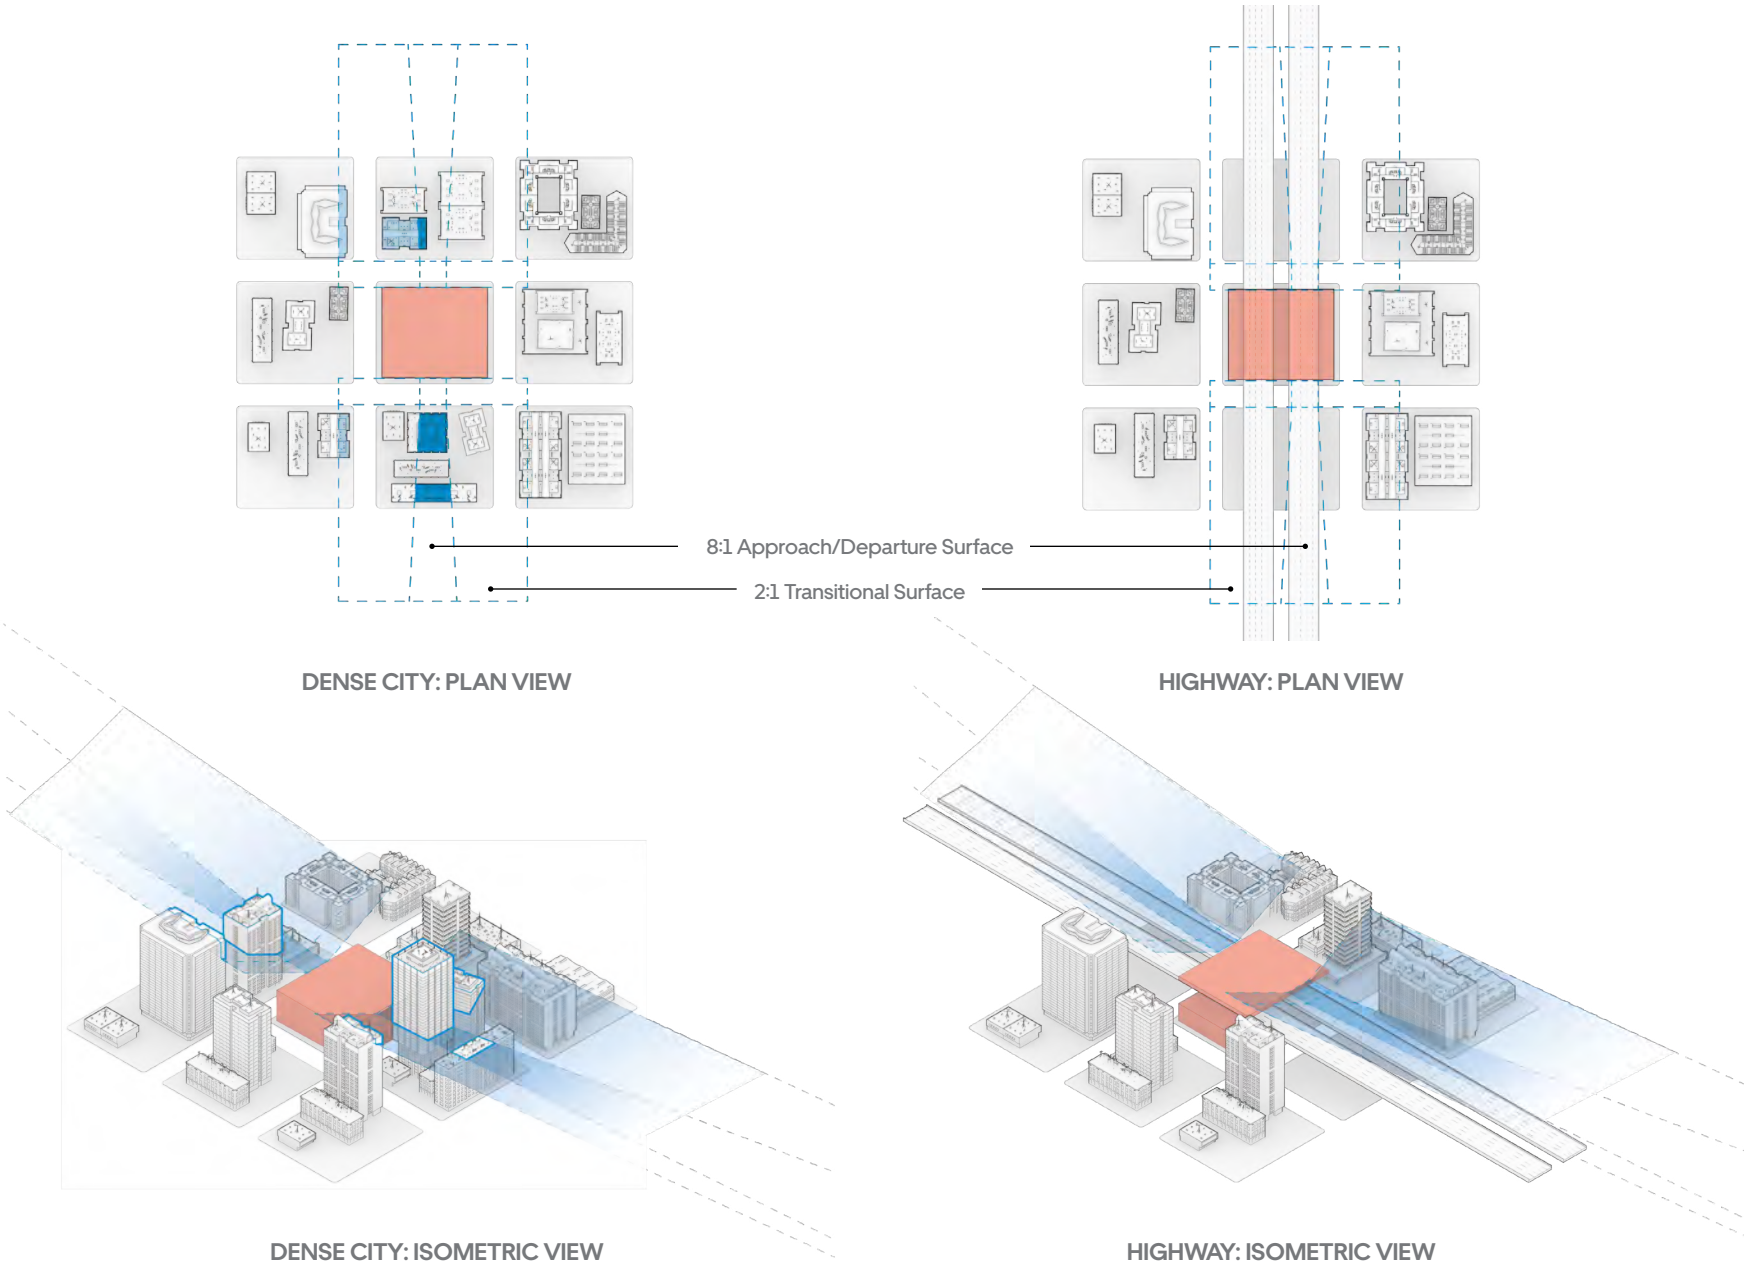 8:1 Approach/Departure Surface
2:1 Transitional Surface
DENSE CITY: PLAN VIEW
HIGHWAY: PLAN VIEW
DENSE CITY: ISOMETRIC VIEW
HIGHWAY: ISOMETRIC VIEW